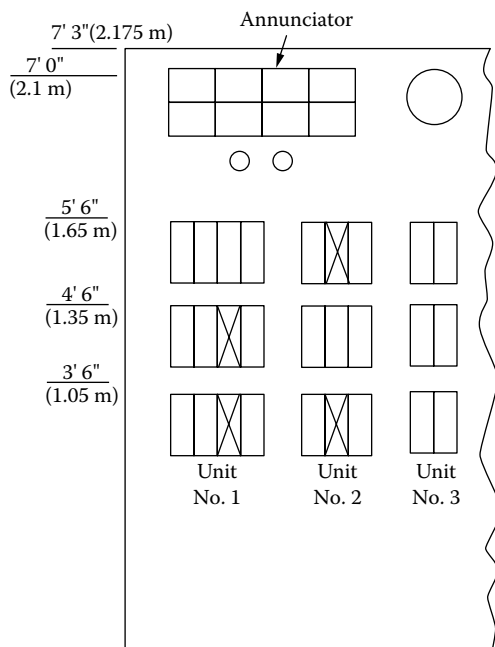 Annunciator
7' 3"(2.175 m)
7' 0"
(2.1 m)
5' 6"
(1.65 m)
4' 6"
(1.35 m)
3' 6"
(1.05 m)
Unit
No. 1
Unit
No. 2
Unit
No. 3